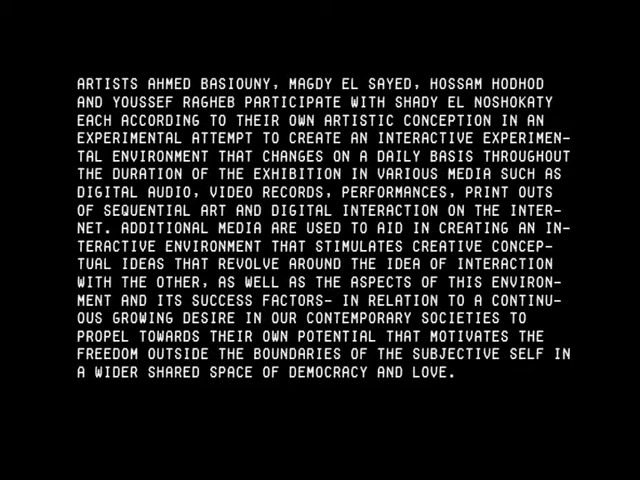 ARTISTS AHMED BASIOUNY, MAGDY EL SAYED, HOSSAM HODHOD
AND YOUSSEF RAGHEB PARTICIPATE WITH SHADY EL NOSHOKATY
EACH ACCORDING TO THEIR OWN ARTISTIC CONCEPTION IN AN
EXPERIMENTAL ATTEMPT TO CREATE AN INTERACTIVE EXPERIMEN-
TAL ENVIRONMENT THAT CHANGES ON A DAILY BASIS THROUGHOUT
THE DURATION OF THE EXHIBITION IN VARIOUS MEDIA SUCH AS
DIGITAL AUDIO, VIDEO RECORDS, PERFORMANCES, PRINT OUTS
OF SEQUENTIAL ART AND DIGITAL INTERACTION ON THE INTER-
NET. ADDITIONAL MEDIA ARE USED TO AID IN CREATING AN IN-
TERACTIVE ENVIRONMENT THAT STIMULATES CREATIVE CONCEP-
TUAL IDEAS THAT REVOLVE AROUND THE IDEA OF INTERACTION
WITH THE OTHER, AS WELL AS THE ASPECTS OF THIS ENVIRON-
MENT AND ITS SUCCESS FACTORS- IN RELATION TO A CONTINU-
OUS GROWING DESIRE IN OUR CONTEMPORARY SOCIETIES TO
PROPEL TOWARDS THEIR OWN POTENTIAL THAT MOTIVATES THE
FREEDOM OUTSIDE THE BOUNDARIES OF THE SUBJECTIVE SELF IN
A WIDER SHARED SPACE OF DEMOCRACY AND LOVE.